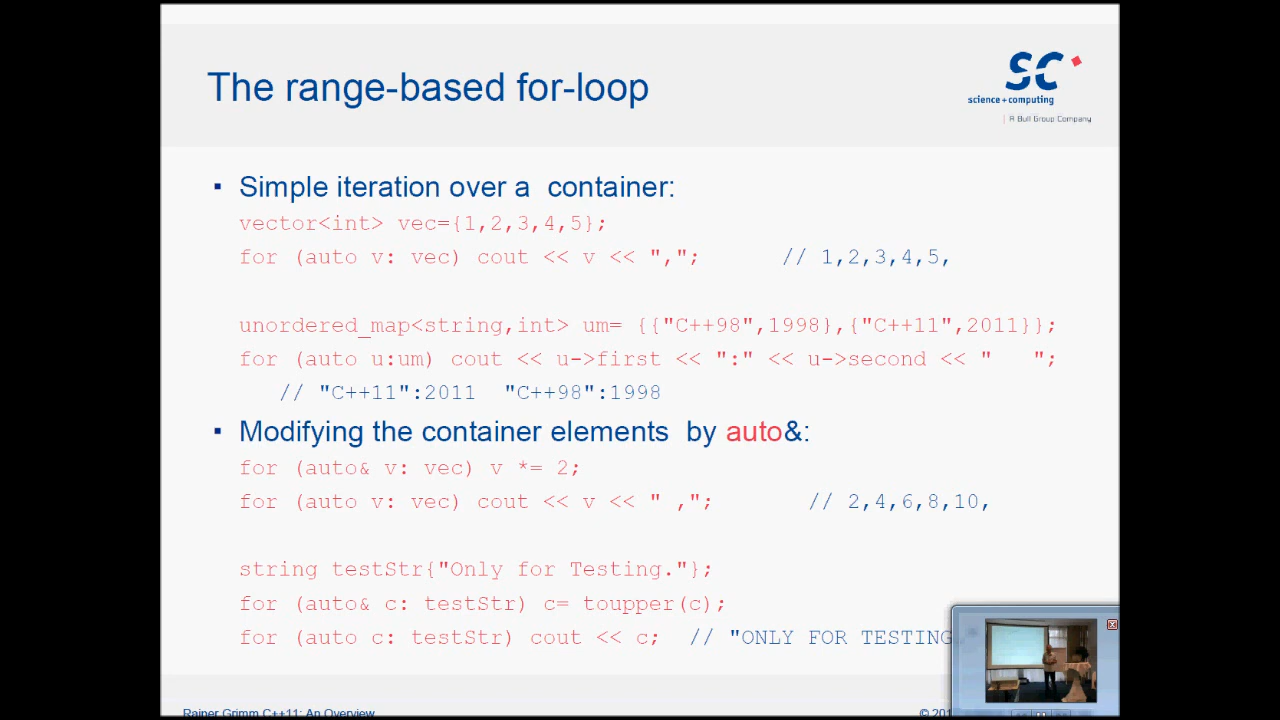 The range-based for-loop
SC
science + computing
A Bull Group Company
▪ Simple iteration over a container:
vector<int> vec={1,2,3,4,5};
for (auto v: vec) cout << v << ","; // 1,2,3,4,5,
unordered_map<string,int> um= {{"C++98",1998},{"C++11",2011}};
for (auto u:um) cout << u->first << ":" << u->second << "   ";
// "C++11":2011 "C++98":1998
▪ Modifying the container elements by auto&:
for (auto& v: vec) v *= 2;
for (auto v: vec) cout << v << " ,"; // 2,4,6,8,10,
string testStr{"Only for Testing."};
for (auto& c: testStr) c= toupper(c);
for (auto c: testStr) cout << c; // "ONLY FOR TESTING
Rainer Grimm C++11: An Overview